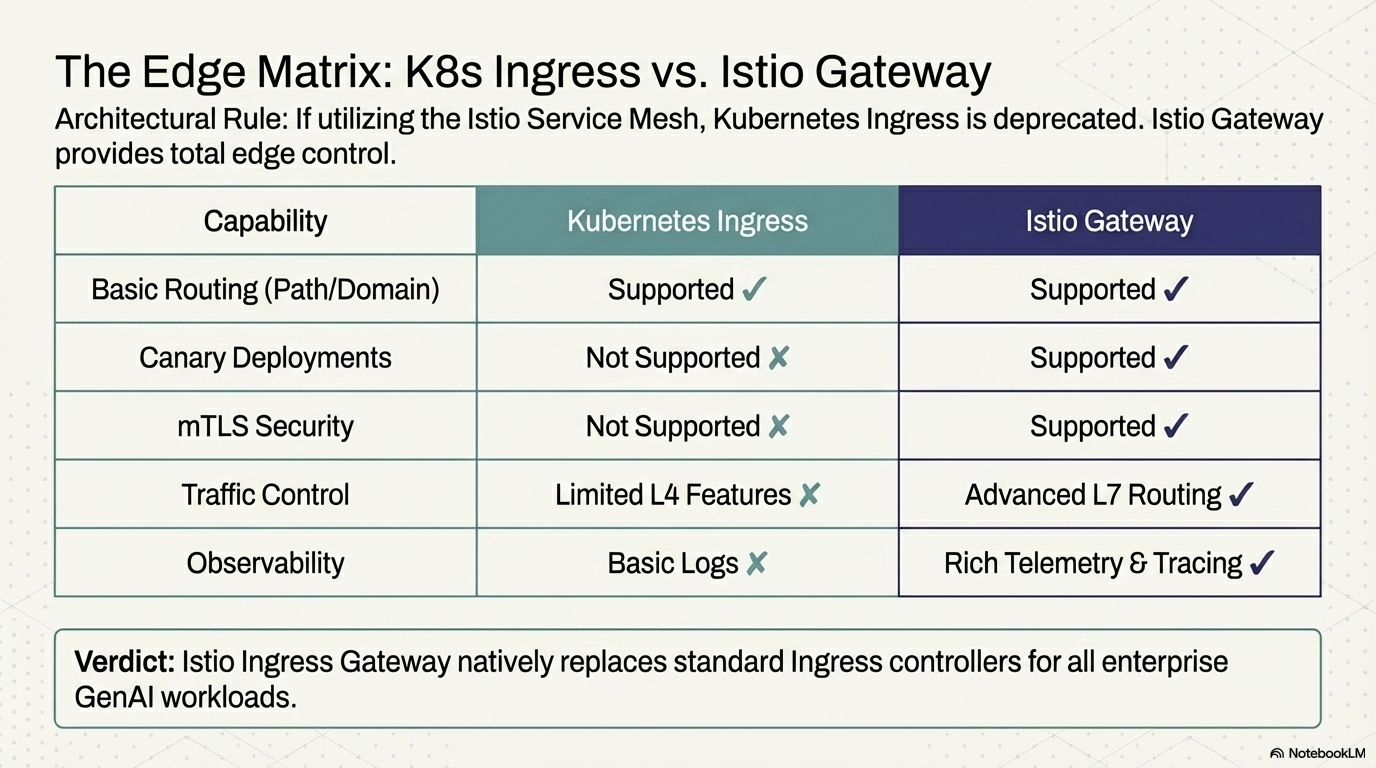 The Edge Matrix: K8s Ingress vs. Istio Gateway
Architectural Rule: If utilizing the Istio Service Mesh, Kubernetes Ingress is deprecated. Istio Gateway
provides total edge control.
Capability Kubernetes Ingress Istio Gateway
Basic Routing (Path/Domain) Supported ✓ Supported ✓
Canary Deployments Not Supported ✗ Supported ✓
mTLS Security Not Supported ✗ Supported ✓
Traffic Control Limited L4 Features ✗ Advanced L7 Routing ✓
Observability Basic Logs ✗ Rich Telemetry & Tracing ✓
Verdict: Istio Ingress Gateway natively replaces standard Ingress controllers for all enterprise
GenAI workloads.
NotebookLM